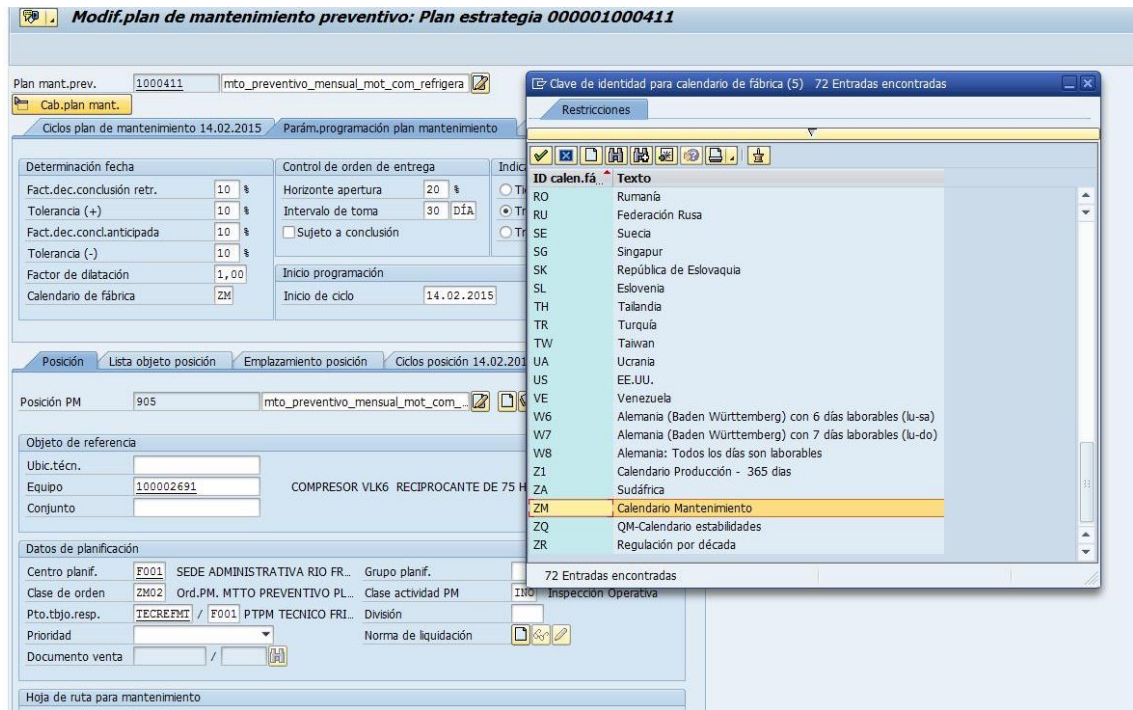 Modif.plan de mantenimiento preventivo: Plan estrategia 000001000411
Plan mant.prev. 1000411 mto_preventivo_mensual_mot_com_refrigera
Cab.plan mant.
Ciclos plan de mantenimiento 14.02.2015 Parám.programación plan mantenimiento
Determinación fecha
Fact.dec.conclusión retr. 10 %
Tolerancia (+) 10 %
Fact.dec.concl.anticipada 10 %
Tolerancia (-) 10 %
Factor de dilatación 1,00
Calendario de fábrica ZM
Control de orden de entrega
Horizonte apertura 20 %
Intervalo de toma 30 DÍA
Sujeto a conclusión
Inicio programación
Inicio de ciclo 14.02.2015
Indic
Ti
Tr
Tr
Posición Lista objeto posición Emplazamiento posición Ciclos posición 14.02.201
Posición PM 905 mto_preventivo_mensual_mot_com_...
Objeto de referencia
Ubic.técn.
Equipo 100002691 COMPRESOR VLK6 RECIPROCANTE DE 75 H
Conjunto
Datos de planificación
Centro planif. F001 SEDE ADMINISTRATIVA RIO FR... Grupo planif.
Clase de orden ZM02 Ord.PM. MTTO PREVENTIVO PL... Clase actividad PM INO Inspección Operativa
Pto.tbjo.resp. TECREFMT / F001 PTPM TECNICO FRI... División
Prioridad Norma de liquidación
Documento venta /
Hoja de ruta para mantenimiento
Clave de identidad para calendario de fábrica (5) 72 Entradas encontradas
Restricciones
ID calen.fá... Texto
RO Rumanía
RU Federación Rusa
SE Suecia
SG Singapur
SK República de Eslovaquia
SL Eslovenia
TH Tailandia
TR Turquía
TW Taiwan
UA Ucrania
US EE.UU.
VE Venezuela
W6 Alemania (Baden Württemberg) con 6 días laborables (lu-sa)
W7 Alemania (Baden Württemberg) con 7 días laborables (lu-do)
W8 Alemania: Todos los días son laborables
Z1 Calendario Producción - 365 dias
ZA Sudáfrica
ZM Calendario Mantenimiento
ZQ QM-Calendario estabilidades
ZR Regulación por década
72 Entradas encontradas